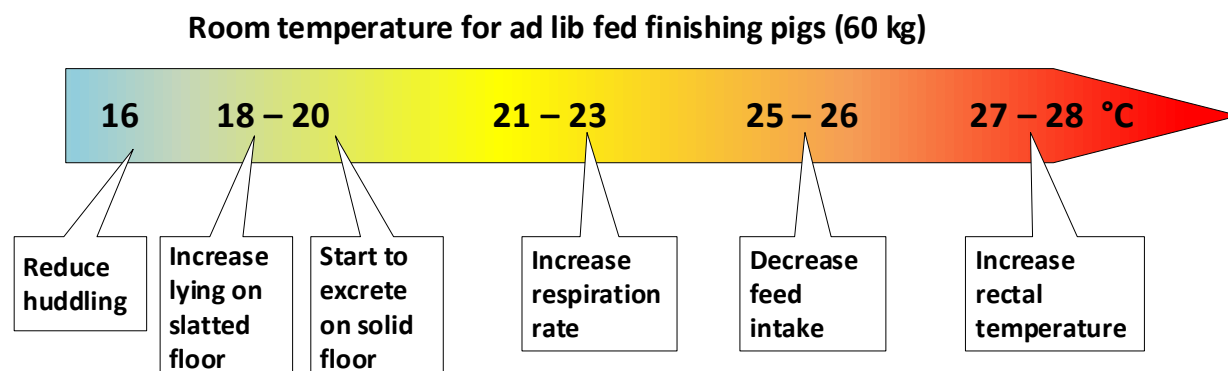 Room temperature for ad lib fed finishing pigs (60 kg)
16 18 – 20 21 – 23 25 – 26 27 – 28 °C
Reduce
huddling
Increase
lying on
slatted
floor
Start to
excrete
on solid
floor
Increase
respiration
rate
Decrease
feed
intake
Increase
rectal
temperature